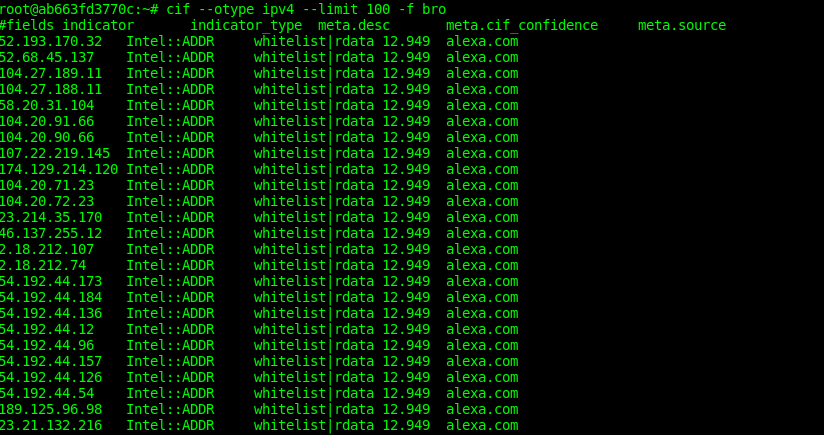 root@ab663fd3770c:~# cif --otype ipv4 --limit 100 -f bro
#fields indicator indicator_type meta.desc meta.cif_confidence meta.source
52.193.170.32 Intel::ADDR whitelist|rdata 12.949 alexa.com
52.68.45.137 Intel::ADDR whitelist|rdata 12.949 alexa.com
104.27.189.11 Intel::ADDR whitelist|rdata 12.949 alexa.com
104.27.188.11 Intel::ADDR whitelist|rdata 12.949 alexa.com
58.20.31.104 Intel::ADDR whitelist|rdata 12.949 alexa.com
104.20.91.66 Intel::ADDR whitelist|rdata 12.949 alexa.com
104.20.90.66 Intel::ADDR whitelist|rdata 12.949 alexa.com
107.22.219.145 Intel::ADDR whitelist|rdata 12.949 alexa.com
174.129.214.120 Intel::ADDR whitelist|rdata 12.949 alexa.com
104.20.71.23 Intel::ADDR whitelist|rdata 12.949 alexa.com
104.20.72.23 Intel::ADDR whitelist|rdata 12.949 alexa.com
23.214.35.170 Intel::ADDR whitelist|rdata 12.949 alexa.com
46.137.255.12 Intel::ADDR whitelist|rdata 12.949 alexa.com
2.18.212.107 Intel::ADDR whitelist|rdata 12.949 alexa.com
2.18.212.74 Intel::ADDR whitelist|rdata 12.949 alexa.com
54.192.44.173 Intel::ADDR whitelist|rdata 12.949 alexa.com
54.192.44.184 Intel::ADDR whitelist|rdata 12.949 alexa.com
54.192.44.136 Intel::ADDR whitelist|rdata 12.949 alexa.com
54.192.44.12 Intel::ADDR whitelist|rdata 12.949 alexa.com
54.192.44.96 Intel::ADDR whitelist|rdata 12.949 alexa.com
54.192.44.157 Intel::ADDR whitelist|rdata 12.949 alexa.com
54.192.44.126 Intel::ADDR whitelist|rdata 12.949 alexa.com
54.192.44.54 Intel::ADDR whitelist|rdata 12.949 alexa.com
189.125.96.98 Intel::ADDR whitelist|rdata 12.949 alexa.com
23.21.132.216 Intel::ADDR whitelist|rdata 12.949 alexa.com